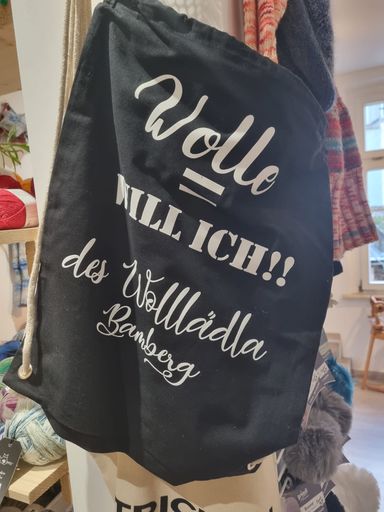 Wolle
=
WILL ICH!!
des Wolllädla
Bamberg